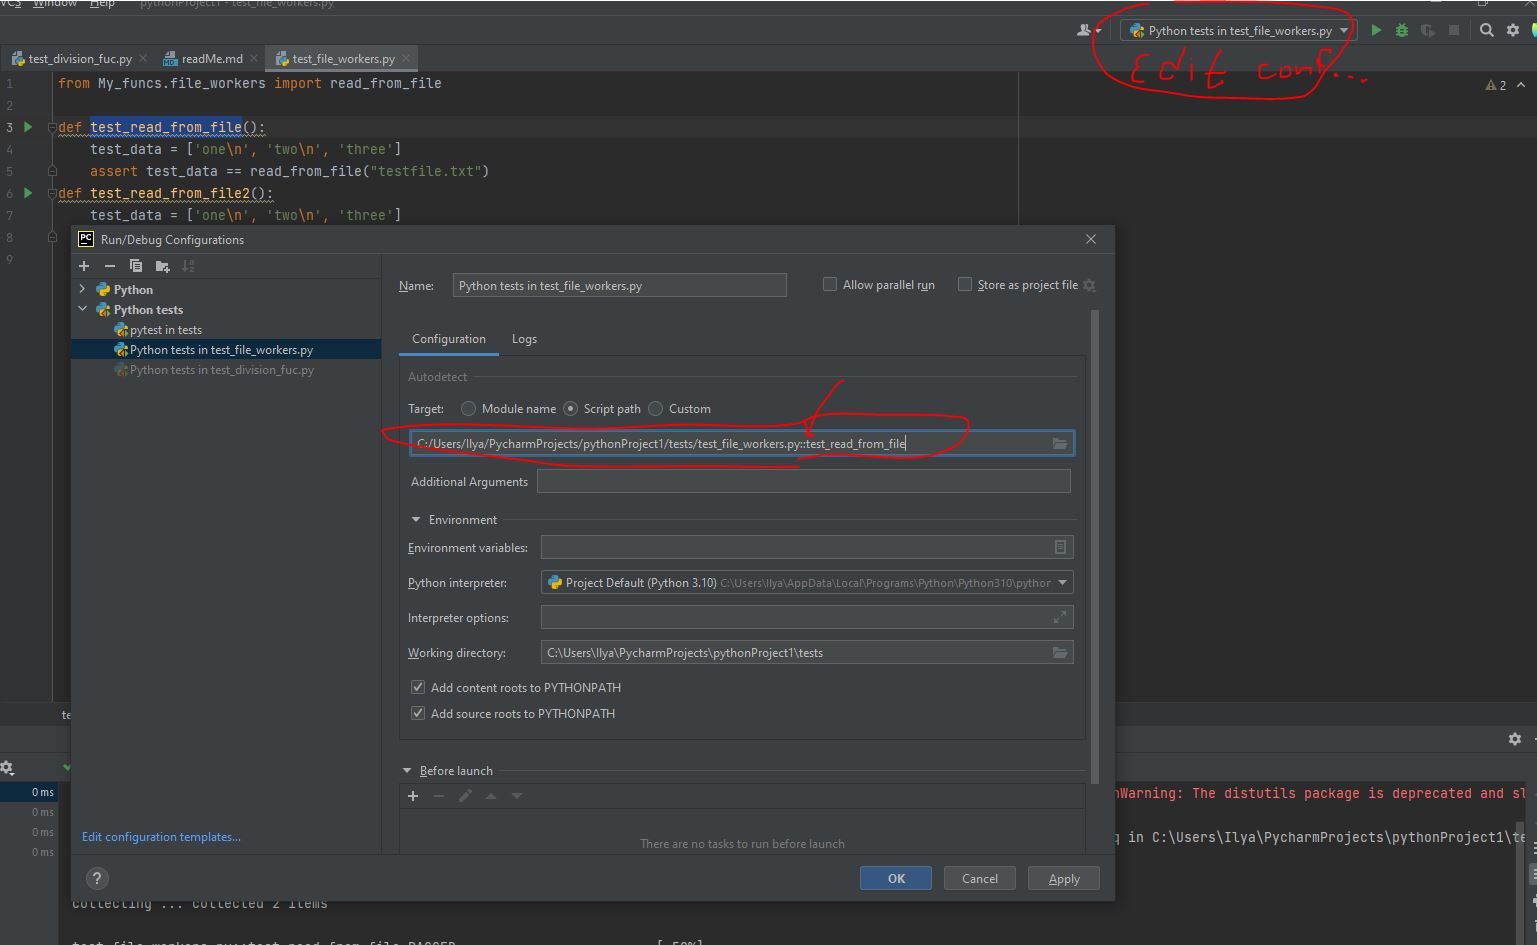 VCS Window Help pythonProject1 - test_file_workers.py
Python tests in test_file_workers.py
Edit conf...
test_division_fuc.py
readMe.md
test_file_workers.py
1 from My_funcs.file_workers import read_from_file
2
2
3 def test_read_from_file():
4 test_data = ['one\n', 'two\n', 'three']
5 assert test_data == read_from_file("testfile.txt")
6 def test_read_from_file2():
7 test_data = ['one\n', 'two\n', 'three']
8
9
PC Run/Debug Configurations
Python
Python tests
pytest in tests
Python tests in test_file_workers.py
Python tests in test_division_fuc.py
Edit configuration templates...
Name: Python tests in test_file_workers.py
Allow parallel run
Store as project file
Configuration Logs
Autodetect
Target: Module name Script path Custom
C:/Users/Ilya/PycharmProjects/pythonProject1/tests/test_file_workers.py::test_read_from_file
Additional Arguments
Environment
Environment variables:
Python interpreter: Project Default (Python 3.10) C:\Users\Ilya\AppData\Local\Programs\Python\Python310\python
Interpreter options:
Working directory: C:\Users\Ilya\PycharmProjects\pythonProject1\tests
Add content roots to PYTHONPATH
Add source roots to PYTHONPATH
Before launch
There are no tasks to run before launch
? OK Cancel Apply
te
0 ms
0 ms
0 ms
0 ms
nWarning: The distutils package is deprecated and sl
q in C:\Users\Ilya\PycharmProjects\pythonProject1\te
collecting ... collected 2 items
test_file_workers.py::test_read_from_file PASSED [ 50%]